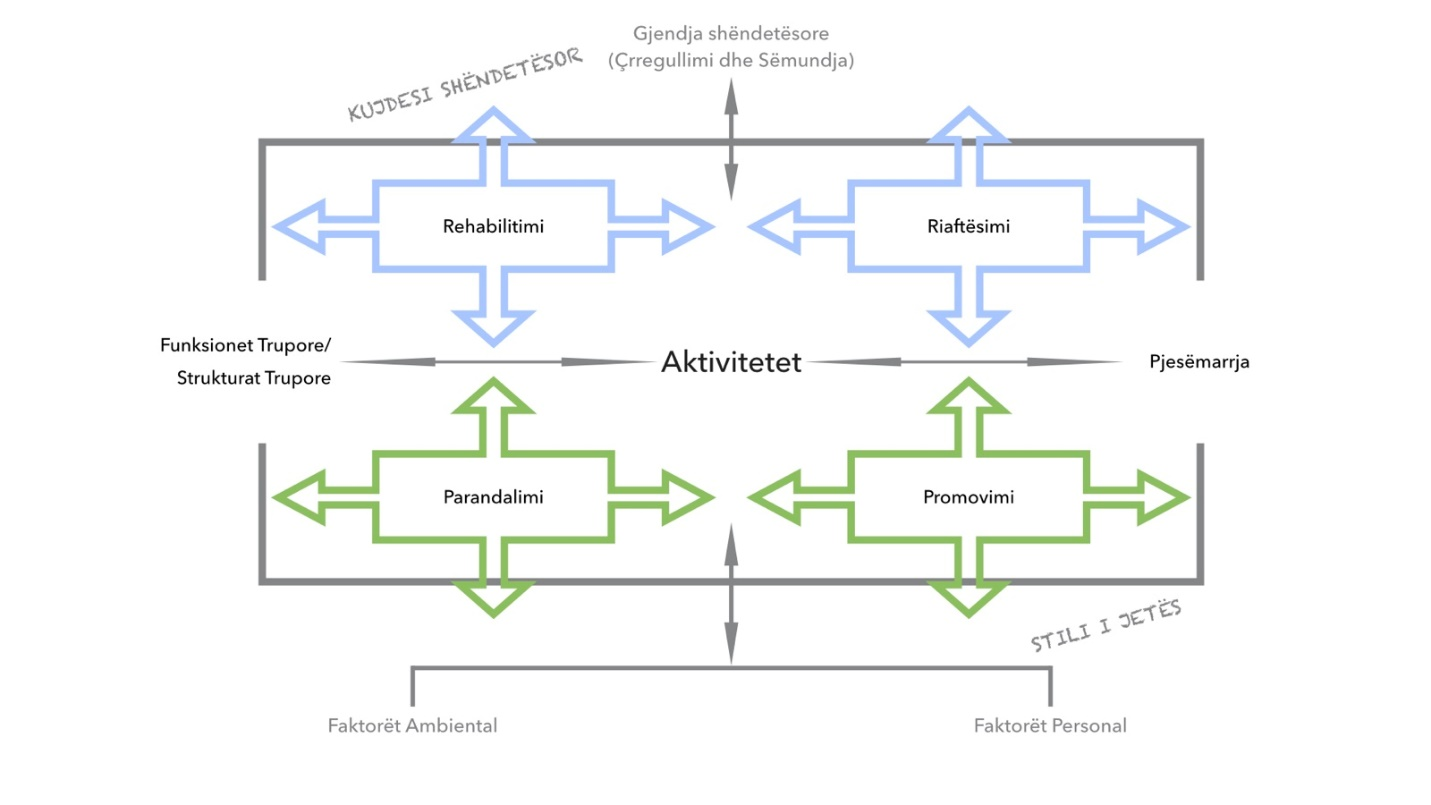 Gjendja shëndetësore
(Çrregullimi dhe Sëmundja)
KUJDESI SHËNDETËSOR
Rehabilitimi
Riaftësimi
Funksionet Trupore/
Strukturat Trupore
Aktivitetet
Pjesëmarrja
Parandalimi
Promovimi
STILI I JETËS
Faktorët Ambiental
Faktorët Personal